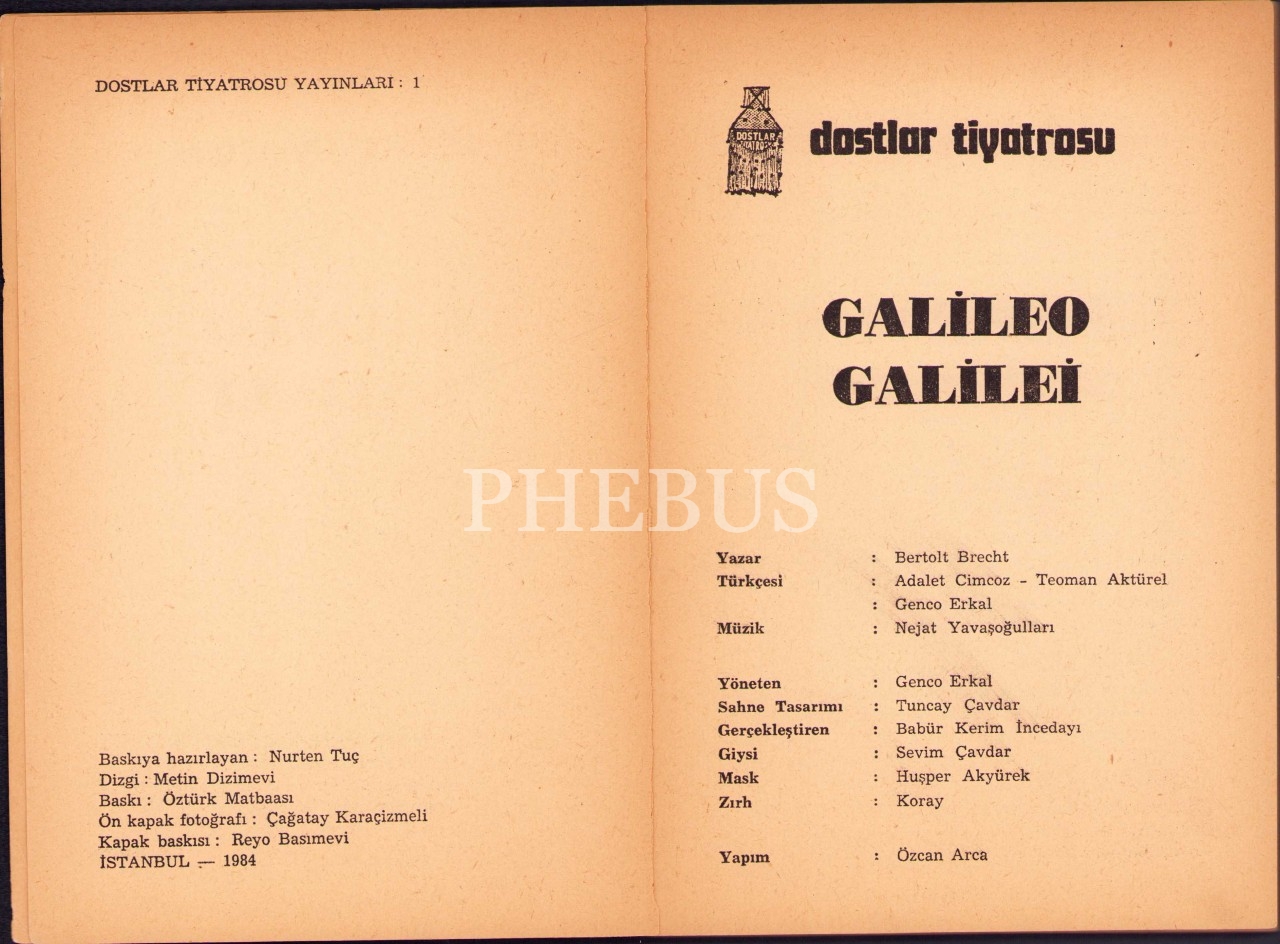 DOSTLAR TİYATROSU YAYINLARI : 1
Baskıya hazırlayan : Nurten Tuç
Dizgi : Metin Dizimevi
Baskı : Öztürk Matbaası
Ön kapak fotoğrafı : Çağatay Karaçizmeli
Kapak baskısı : Reyo Basımevi
İSTANBUL — 1984
DOSTLAR
dostlar tiyatrosu
GALİLEO
GALİLEİ
PHEBUS
Yazar : Bertolt Brecht
Türkçesi : Adalet Cimcoz - Teoman Aktürel
: Genco Erkal
Müzik : Nejat Yavaşoğulları
Yöneten : Genco Erkal
Sahne Tasarımı : Tuncay Çavdar
Gerçekleştiren : Babür Kerim İncedayı
Giysi : Sevim Çavdar
Mask : Huşper Akyürek
Zırh : Koray
Yapım : Özcan Arca